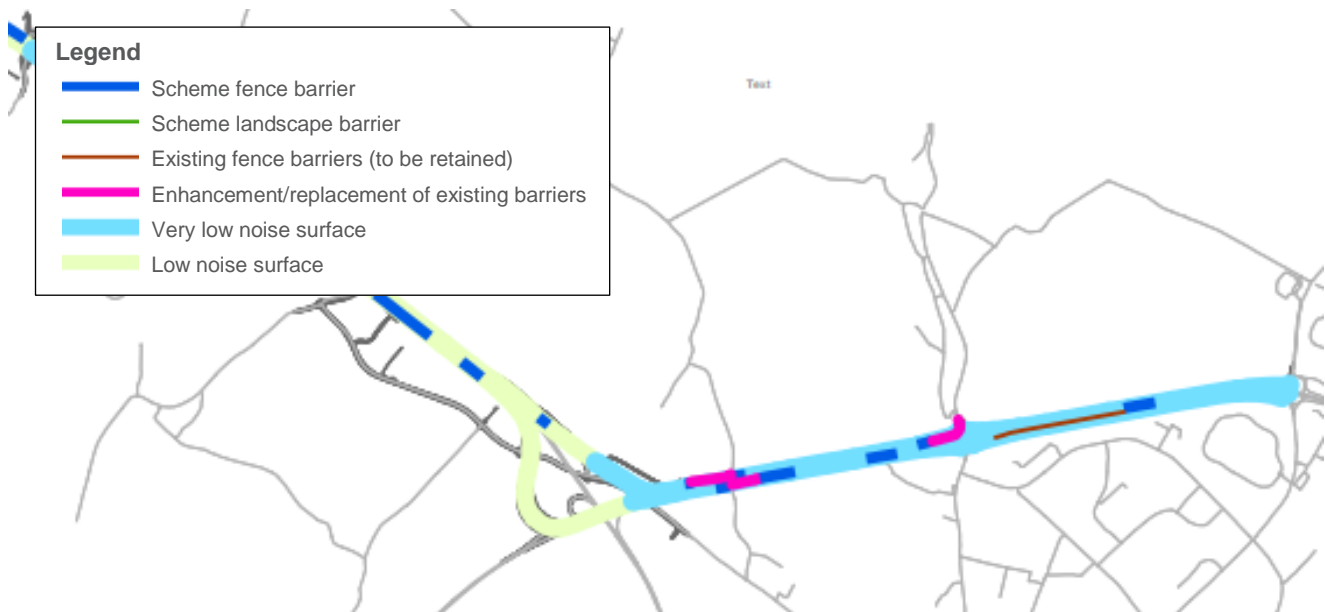 Legend
Scheme fence barrier
Scheme landscape barrier
Existing fence barriers (to be retained)
Enhancement/replacement of existing barriers
Very low noise surface
Low noise surface
Text